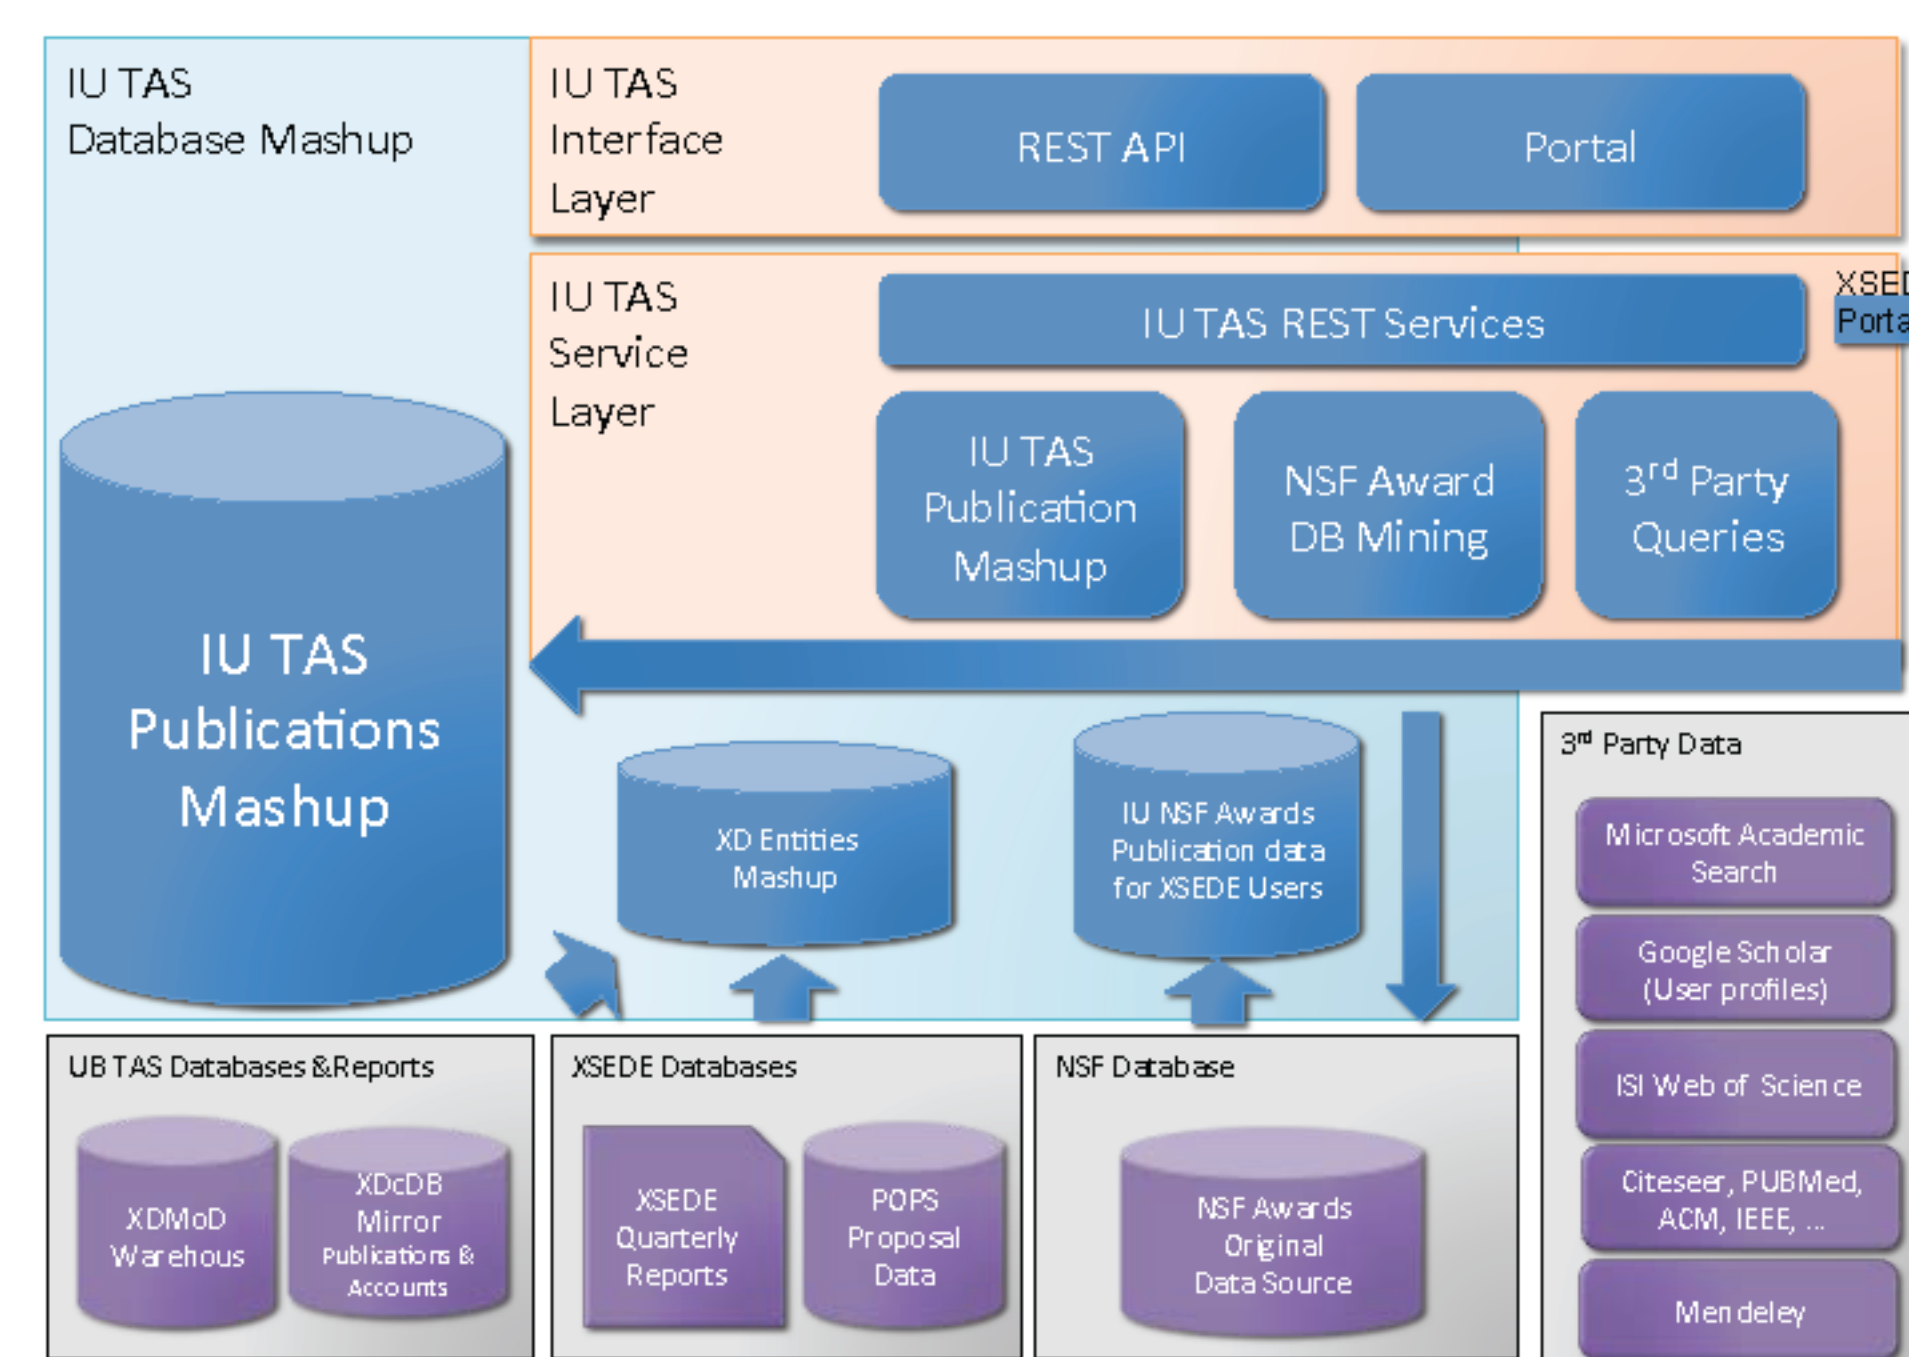 IU TAS
Database Mashup
IU TAS
Interface
Layer
REST API
Portal
IU TAS
Service
Layer
IU TAS REST Services
XSED
Porta
IU TAS
Publication
Mashup
NSF Award
DB Mining
3rd Party
Queries
IU TAS
Publications
Mashup
XD Entities
Mashup
IU NSF Awards
Publication data
for XSEDE Users
3rd Party Data
Microsoft Academic
Search
Google Scholar
(User profiles)
ISI Web of Science
Citeseer, PUBMed,
ACM, IEEE, ...
Mendeley
UB TAS Databases &Reports
XDMoD
Warehous
XDcDB
Mirror
Publications &
Accounts
XSEDE Databases
XSEDE
Quarterly
Reports
POPS
Proposal
Data
NSF Database
NSF Awards
Original
Data Source